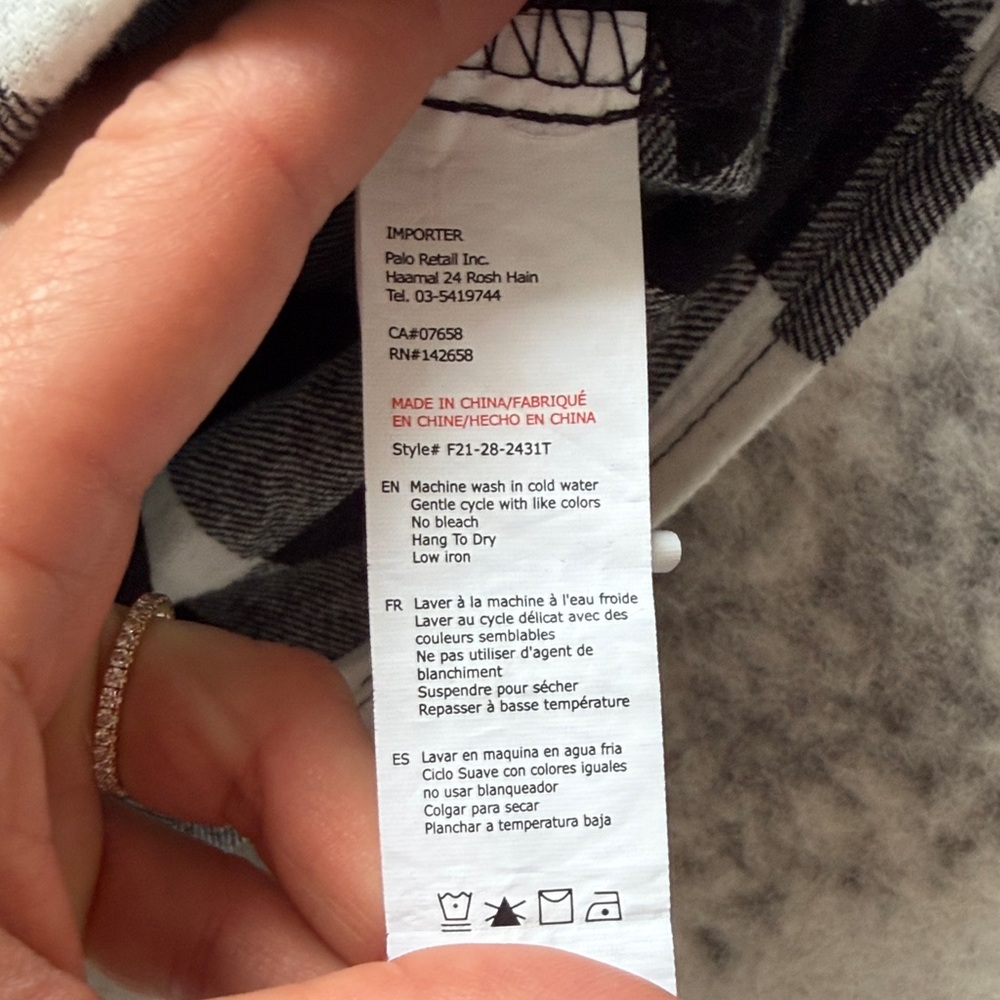 IMPORTER
Palo Retail Inc.
Haamal 24 Rosh Hain
Tel. 03-5419744
CA#07658
RN#142658
MADE IN CHINA/FABRIQUÉ
EN CHINE/HECHO EN CHINA
Style# F21-28-2431T
EN Machine wash in cold water
Gentle cycle with like colors
No bleach
Hang To Dry
Low iron
FR Laver à la machine à l'eau froide
Laver au cycle délicat avec des
couleurs semblables
Ne pas utiliser d'agent de
blanchiment
Suspendre pour sécher
Repasser à basse température
ES Lavar en maquina en agua fria
Ciclo Suave con colores iguales
no usar blanqueador
Colgar para secar
Planchar a temperatura baja